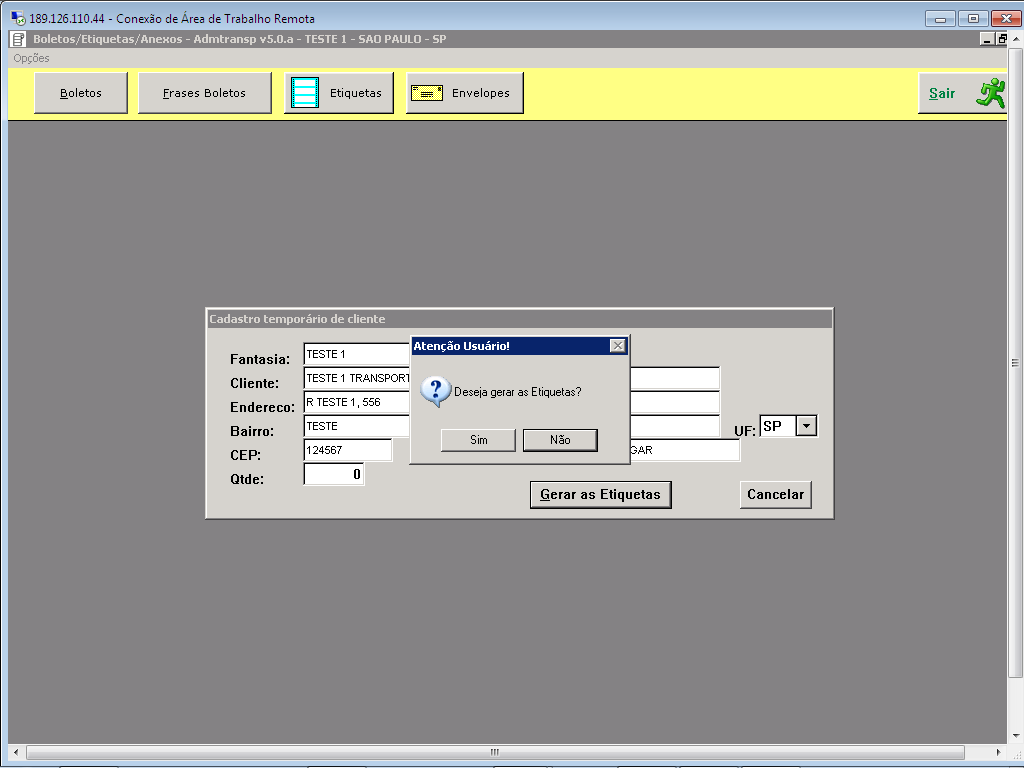 189.126.110.44 - Conexão de Área de Trabalho Remota
Boletos/Etiquetas/Anexos - Admtransp v5.0.a - TESTE 1 - SAO PAULO - SP
Opções
Boletos Frases Boletos Etiquetas Envelopes Sair
Cadastro temporário de cliente
Atenção Usuário!
Fantasia: TESTE 1
Cliente: TESTE 1 TRANSPORT
Deseja gerar as Etiquetas?
Endereco: R TESTE 1, 556
Bairro: TESTE UF: SP
Sim Não
CEP: 124567 GAR
Qtde: 0
Gerar as Etiquetas Cancelar